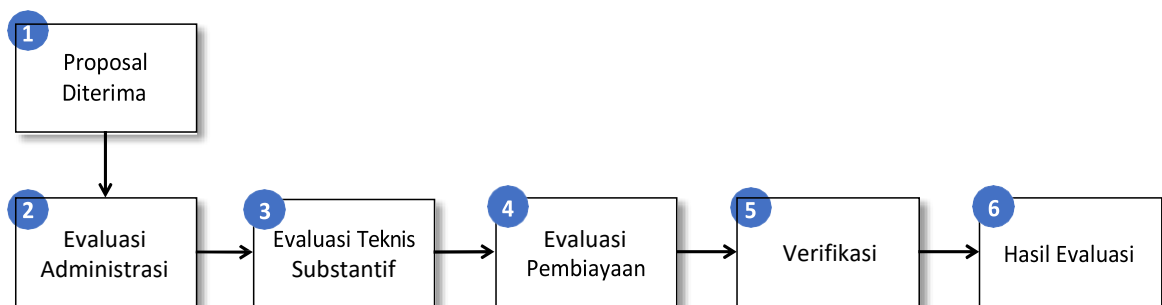 1
Proposal
Diterima
2
Evaluasi
Administrasi
3
Evaluasi Teknis
Substantif
4
Evaluasi
Pembiayaan
5
Verifikasi
6
Hasil Evaluasi